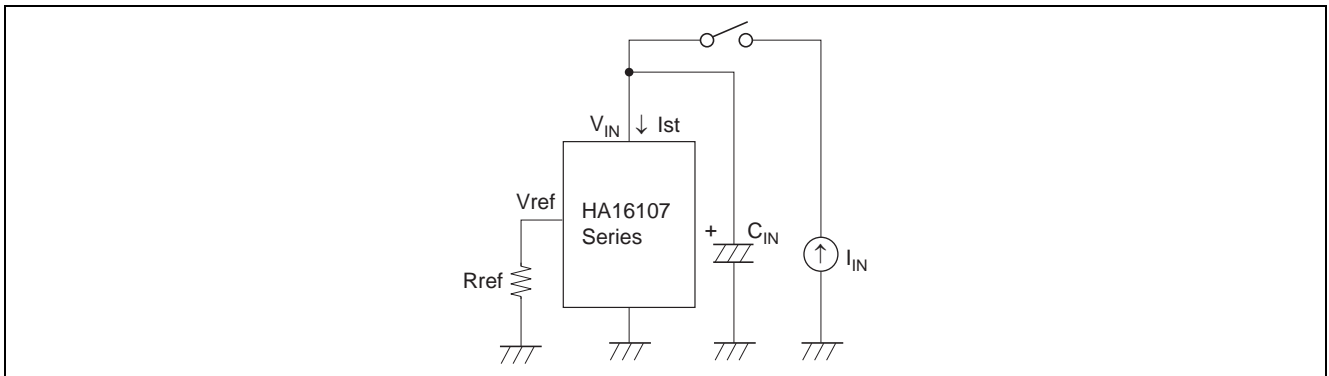 V_IN ↓ Ist
Vref
HA16107
Series
+ C_IN
↑ I_IN
Rref